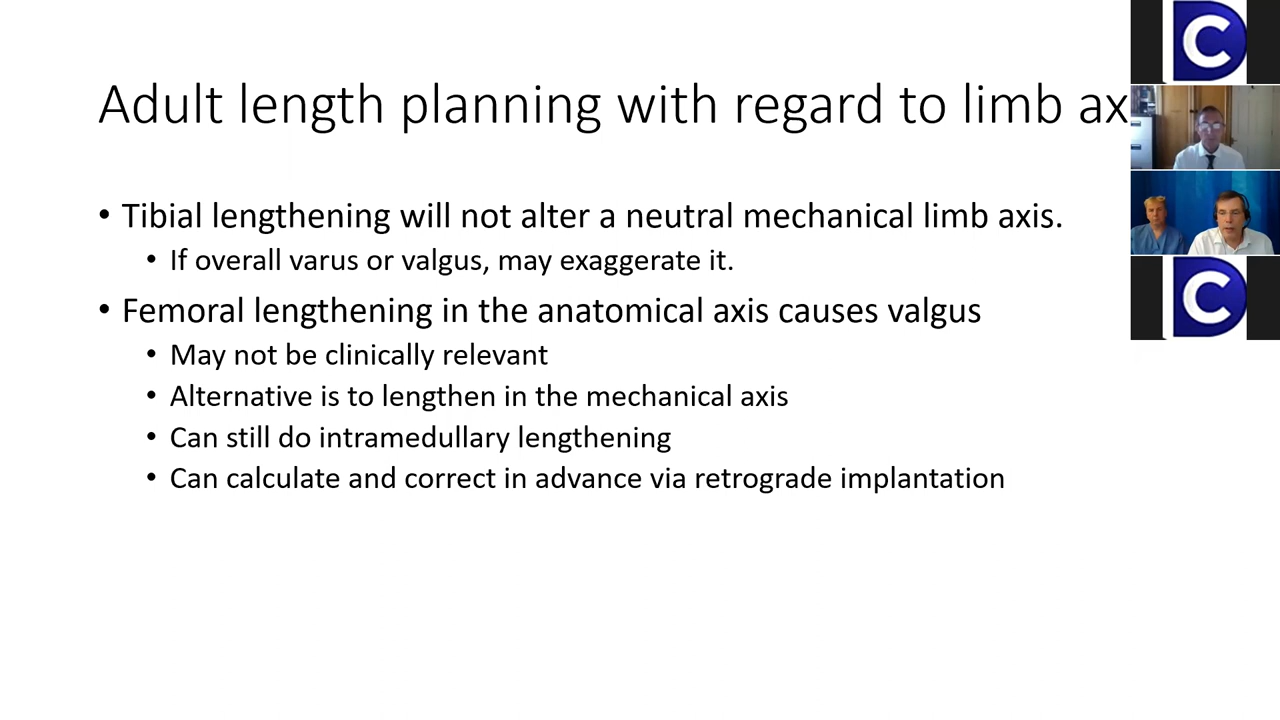 Adult length planning with regard to limb ax
• Tibial lengthening will not alter a neutral mechanical limb axis.
• If overall varus or valgus, may exaggerate it.
• Femoral lengthening in the anatomical axis causes valgus
• May not be clinically relevant
• Alternative is to lengthen in the mechanical axis
• Can still do intramedullary lengthening
• Can calculate and correct in advance via retrograde implantation
C
C